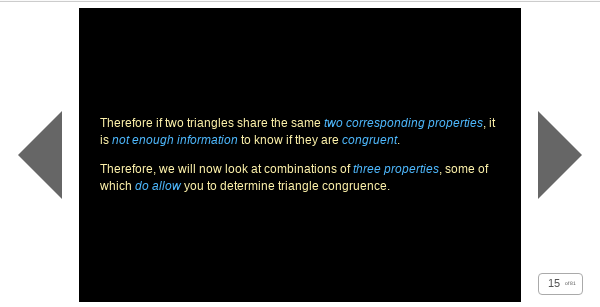 Therefore if two triangles share the same two corresponding properties, it
is not enough information to know if they are congruent.
Therefore, we will now look at combinations of three properties, some of
which do allow you to determine triangle congruence.
15